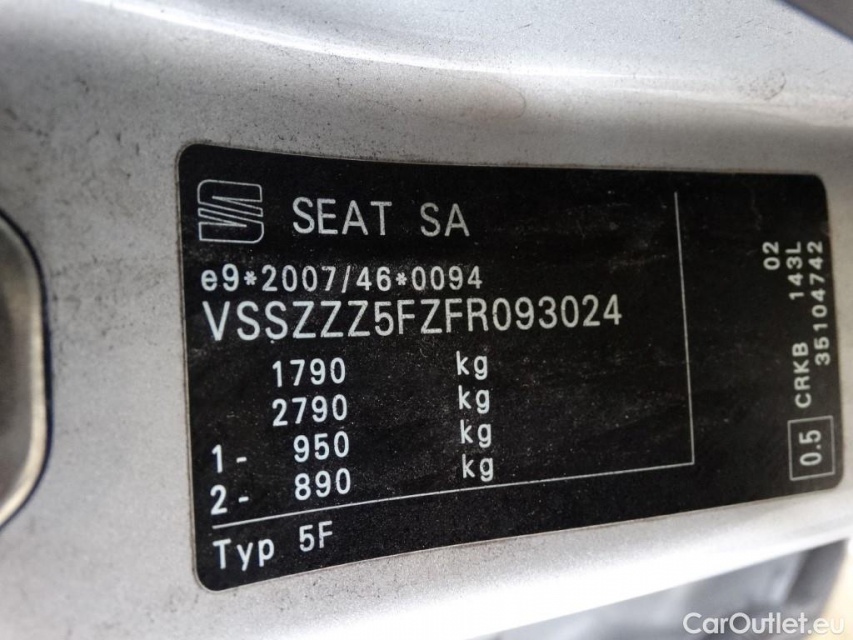 SEAT SA
e9*2007/46*0094
VSSZZZ5FZFR093024
1790 kg
2790 kg
1- 950 kg
2- 890 kg
Typ 5F
02
CRKB 143L
35104742
0.5
CarOutlet.eu